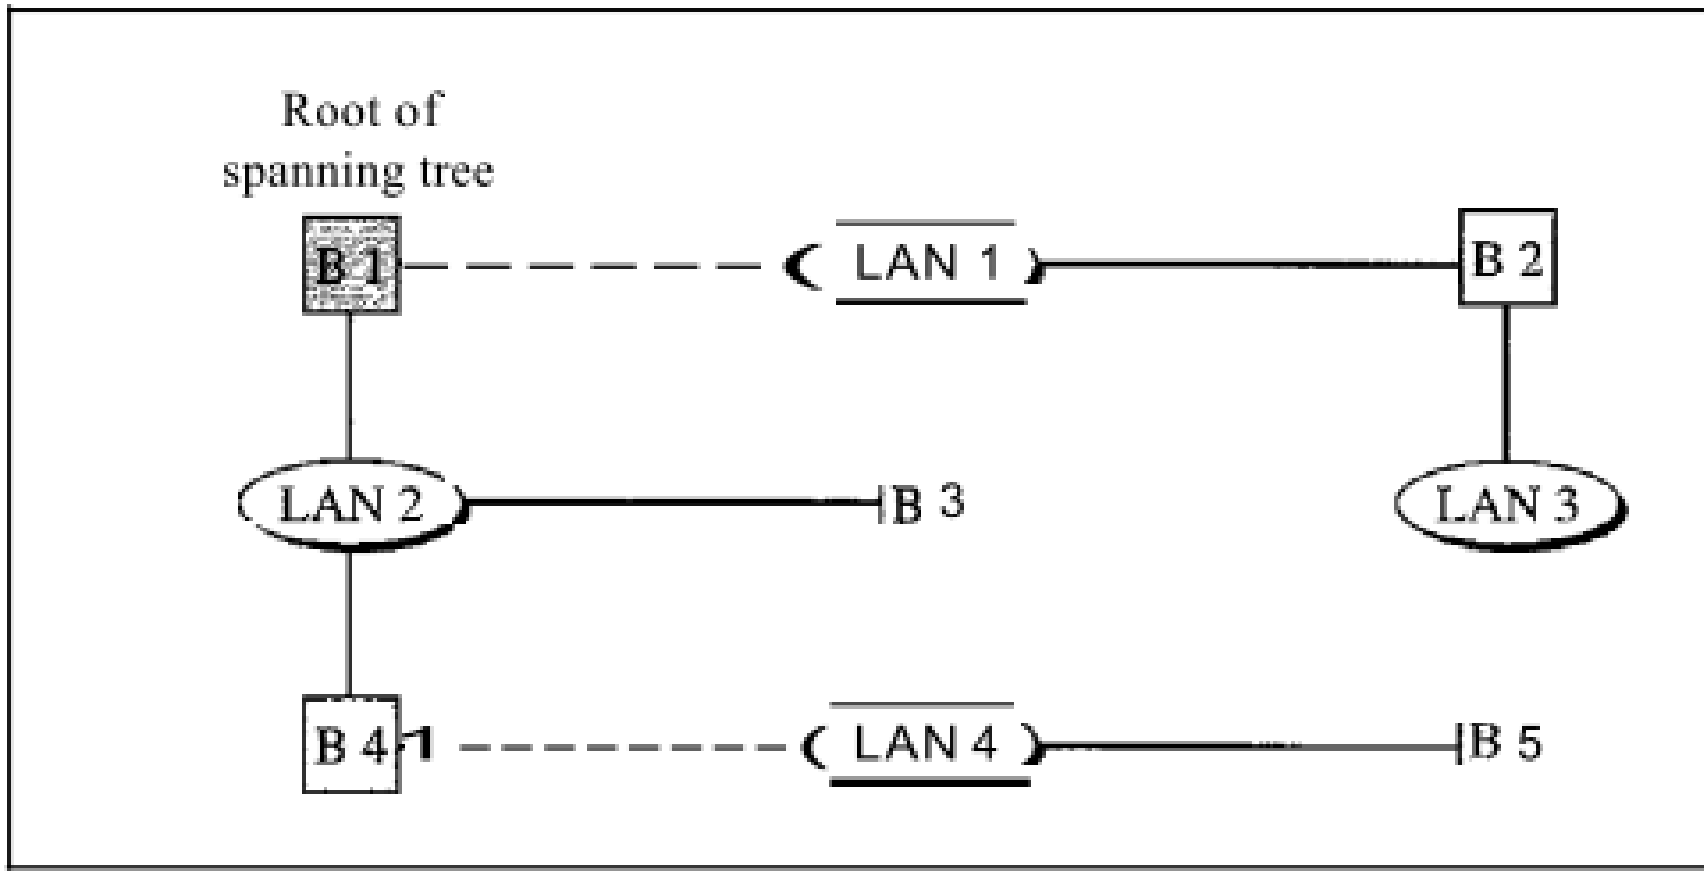 Root of
spanning tree
B 1
LAN 1
B 2
LAN 2
B 3
LAN 3
B 4
LAN 4
B 5